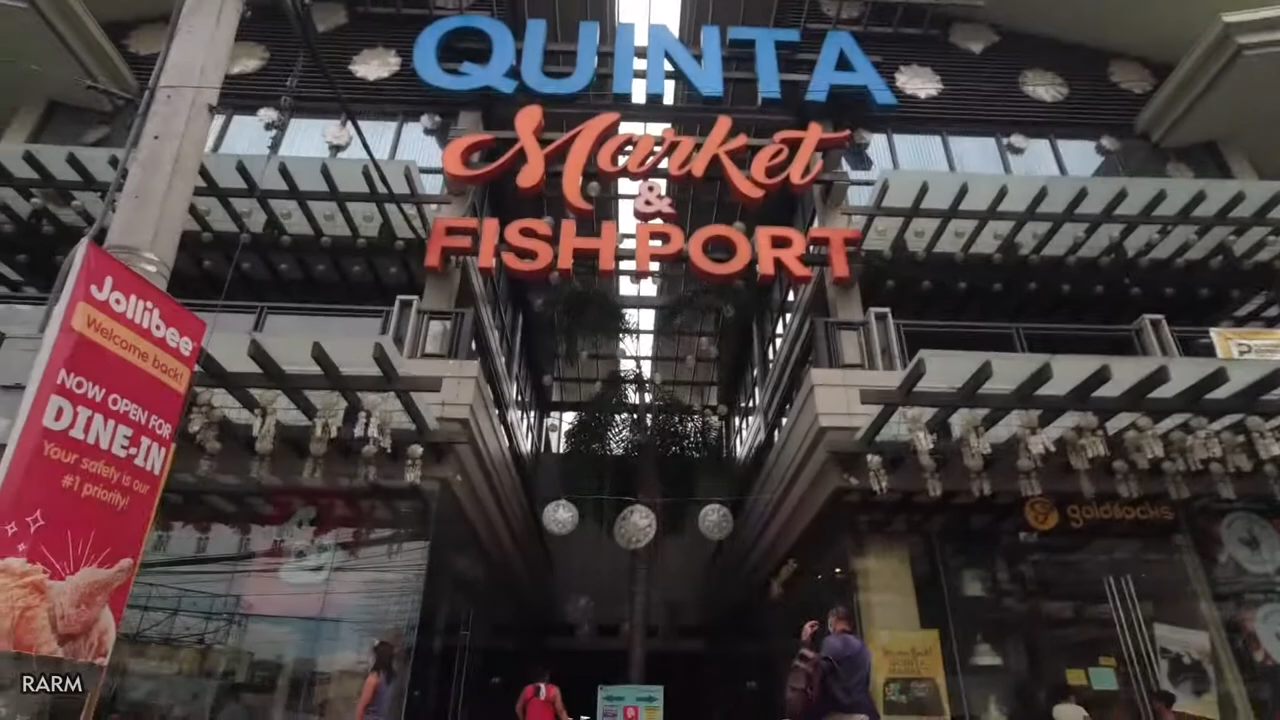 QUINTA
Market
&
FISHPORT
Jollibee
Welcome back!
NOW OPEN FOR
DINE-IN
Your safety is our
#1 priority!
goldilocks
RARM